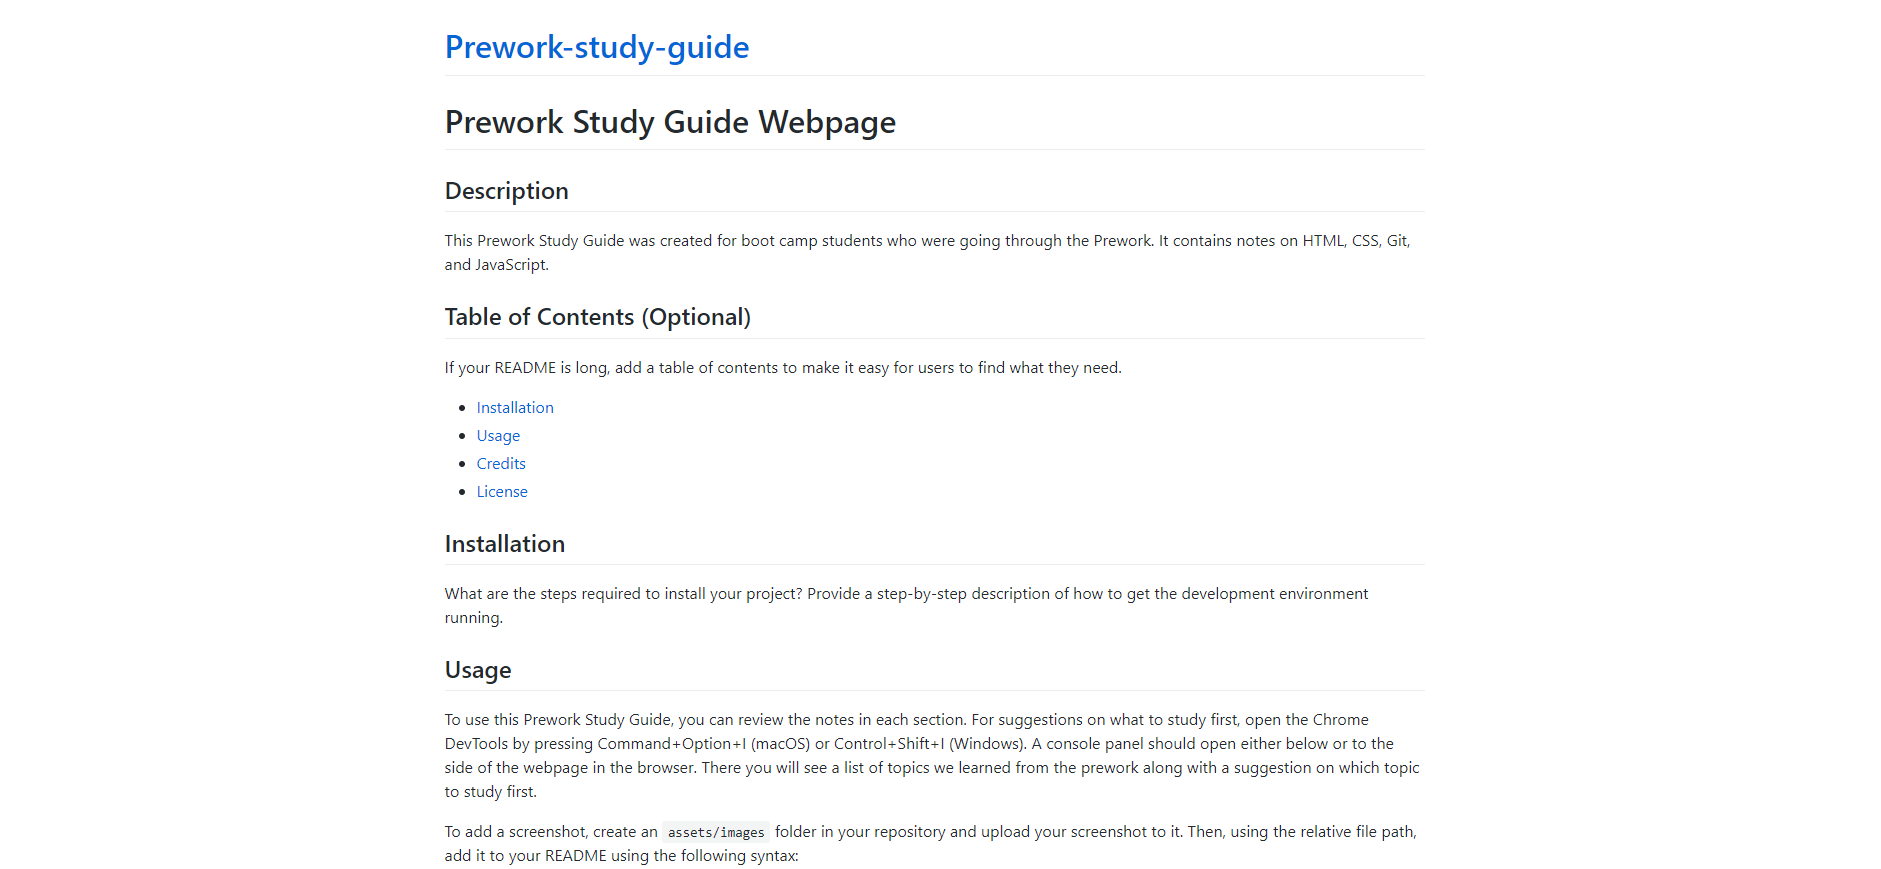 Prework-study-guide
Prework Study Guide Webpage
Description
This Prework Study Guide was created for boot camp students who were going through the Prework. It contains notes on HTML, CSS, Git,
and JavaScript.
Table of Contents (Optional)
If your README is long, add a table of contents to make it easy for users to find what they need.
Installation
Usage
Credits
License
Installation
What are the steps required to install your project? Provide a step-by-step description of how to get the development environment
running.
Usage
To use this Prework Study Guide, you can review the notes in each section. For suggestions on what to study first, open the Chrome
DevTools by pressing Command+Option+I (macOS) or Control+Shift+I (Windows). A console panel should open either below or to the
side of the webpage in the browser. There you will see a list of topics we learned from the prework along with a suggestion on which topic
to study first.
To add a screenshot, create an assets/images folder in your repository and upload your screenshot to it. Then, using the relative file path,
add it to your README using the following syntax: